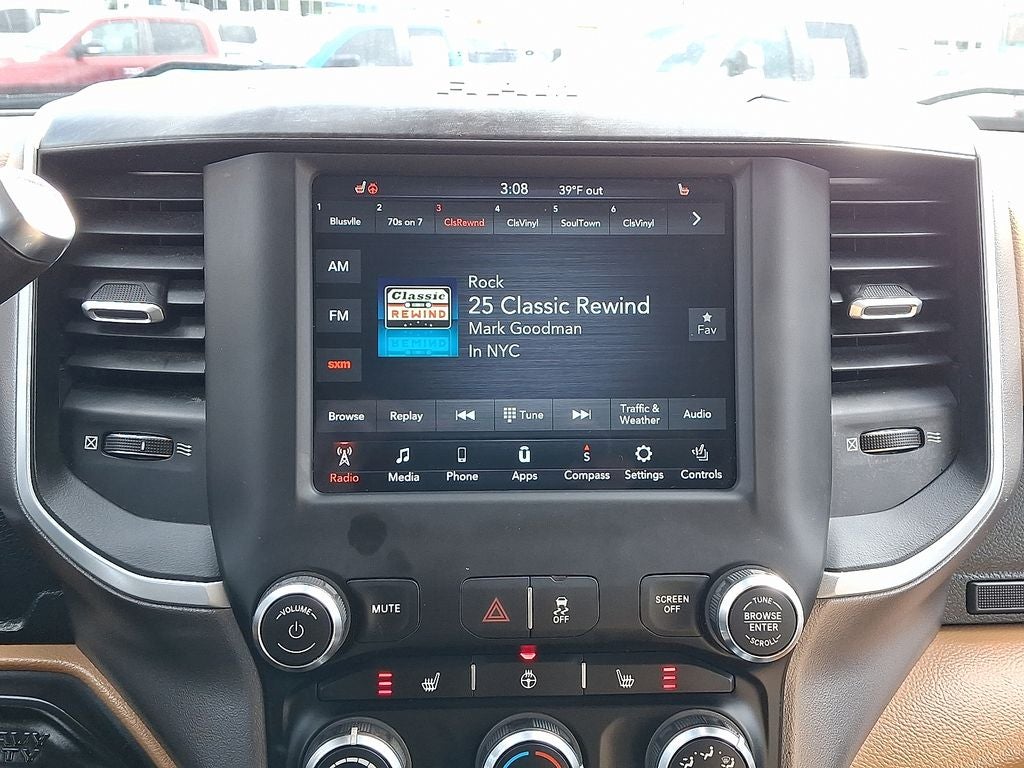 3:08 39°F out
1 Blusvlle 2 70s on 7 3 ClsRewnd 4 ClsVinyl 5 SoulTown 6 ClsVinyl
AM
FM
sxm
Classic
REWIND
Rock
25 Classic Rewind
Mark Goodman
In NYC
Fav
Browse Replay Tune Traffic & Weather Audio
Radio Media Phone Apps S Compass Settings Controls
VOLUME
MUTE
OFF
SCREEN OFF
TUNE
BROWSE
ENTER
SCROLL